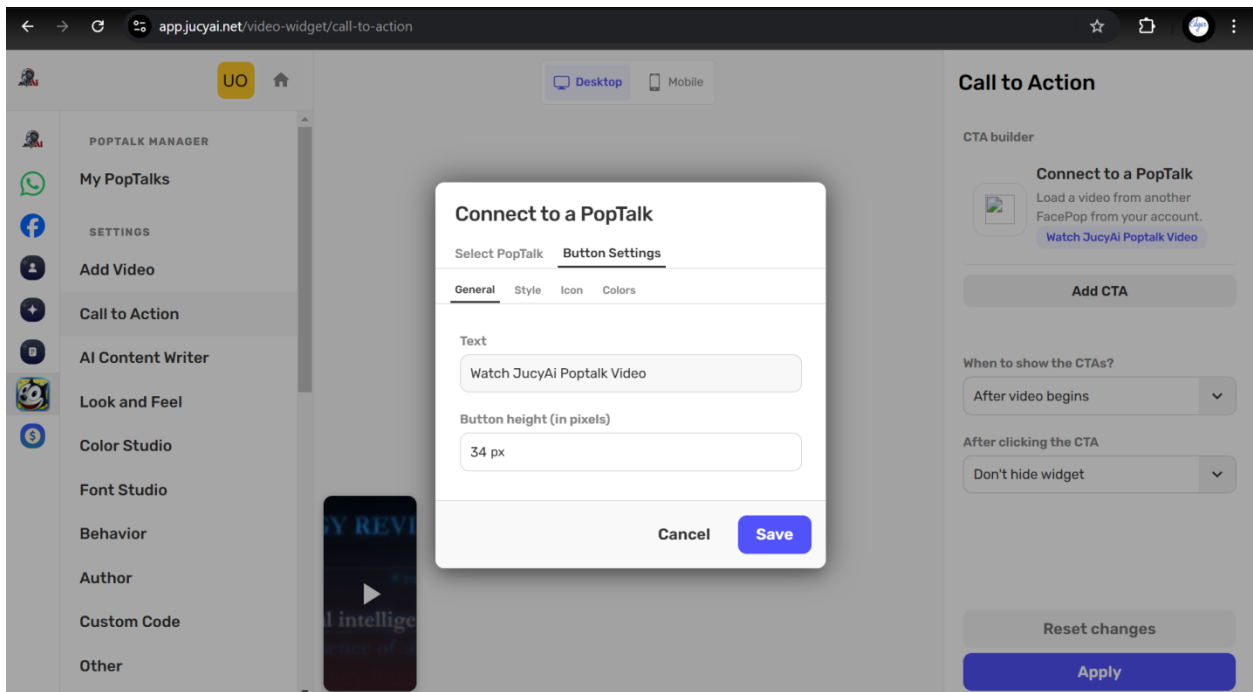 app.jucyai.net/video-widget/call-to-action
UO
POPTALK MANAGER
My PopTalks
SETTINGS
Add Video
Call to Action
AI Content Writer
Look and Feel
Color Studio
Font Studio
Behavior
Author
Custom Code
Other
Desktop
Mobile
Connect to a PopTalk
Select PopTalk
Button Settings
General
Style
Icon
Colors
Text
Watch JucyAi Poptalk Video
Button height (in pixels)
34 px
Cancel
Save
Call to Action
CTA builder
Connect to a PopTalk
Load a video from another
FacePop from your account.
Watch JucyAi Poptalk Video
Add CTA
When to show the CTAs?
After video begins
After clicking the CTA
Don't hide widget
Reset changes
Apply